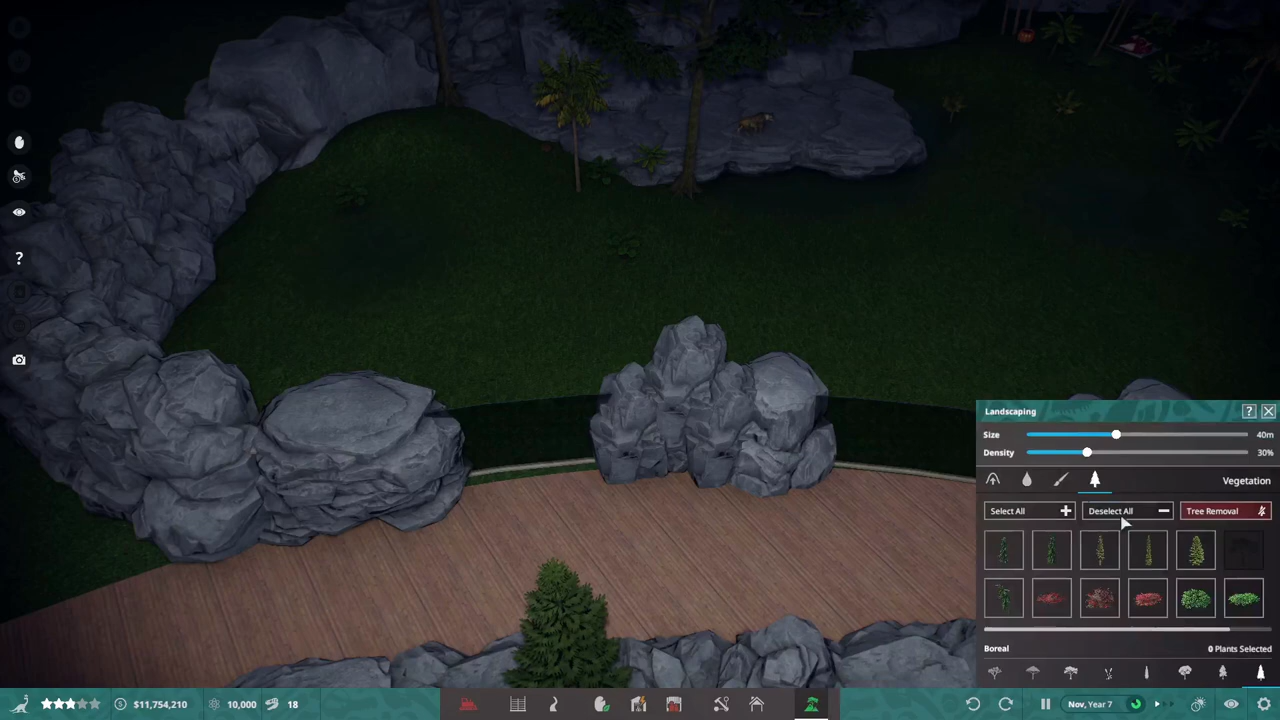 Landscaping ?
Size 40m
Density 30%
Vegetation
Select All Deselect All Tree Removal
Boreal 0 Plants Selected
?
$11,754,210 10,000 18 Nov, Year 7